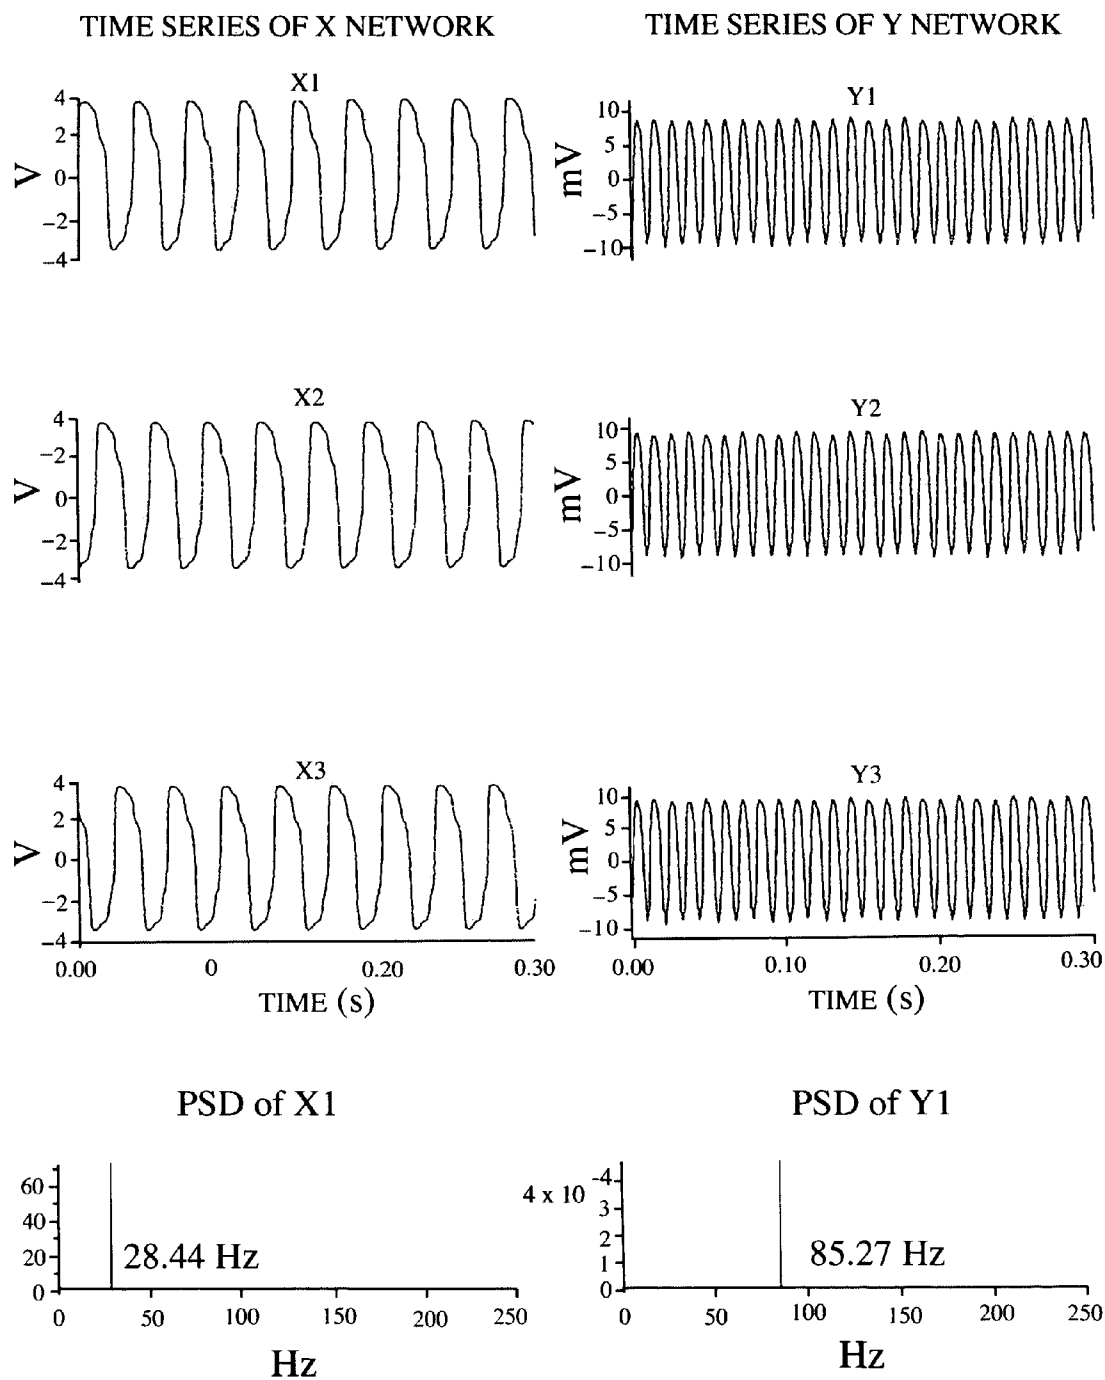 TIME SERIES OF X NETWORK
TIME SERIES OF Y NETWORK
X1
4
2
0
−2
−4
V
Y1
10
5
0
−5
−10
mV
X2
4
−2
0
−2
−4
V
Y2
10
5
0
−5
−10
mV
X3
4
2
0
−2
−4
V
0.00 0 0.20 0.30
TIME (s)
Y3
10
5
0
−5
−10
mV
0.00 0.10 0.20 0.30
TIME (s)
PSD of X1
60
40
20
0
28.44 Hz
0 50 100 150 200 250
Hz
PSD of Y1
4 x 10
-4
3
2
1
0
85.27 Hz
0 50 100 150 200 250
Hz